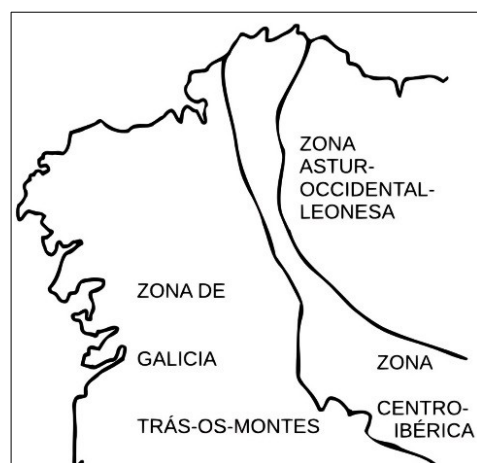 ZONA
ASTUR-
OCCIDENTAL-
LEONESA
ZONA DE
GALICIA
TRÁS-OS-MONTES
ZONA
CENTRO-
IBÉRICA